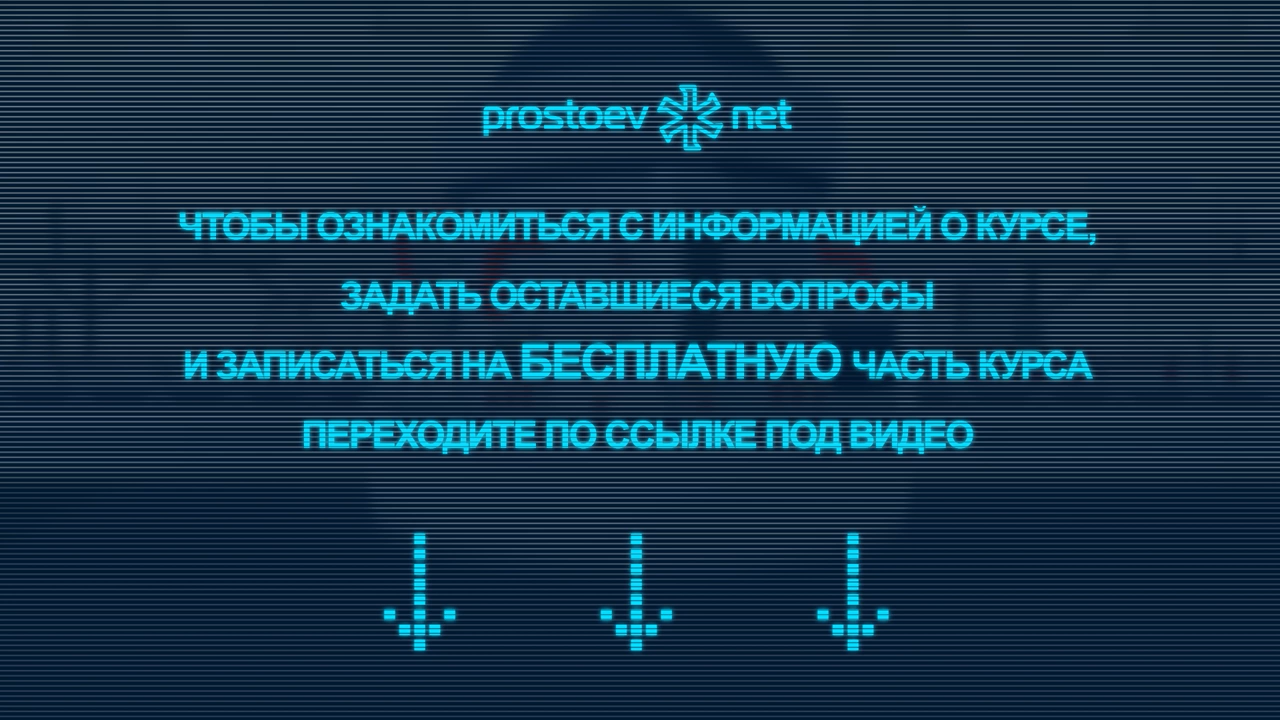 prostoev net
ЧТОБЫ ОЗНАКОМИТЬСЯ С ИНФОРМАЦИЕЙ О КУРСЕ,
ЗАДАТЬ ОСТАВШИЕСЯ ВОПРОСЫ
И ЗАПИСАТЬСЯ НА БЕСПЛАТНУЮ ЧАСТЬ КУРСА
ПЕРЕХОДИТЕ ПО ССЫЛКЕ ПОД ВИДЕО